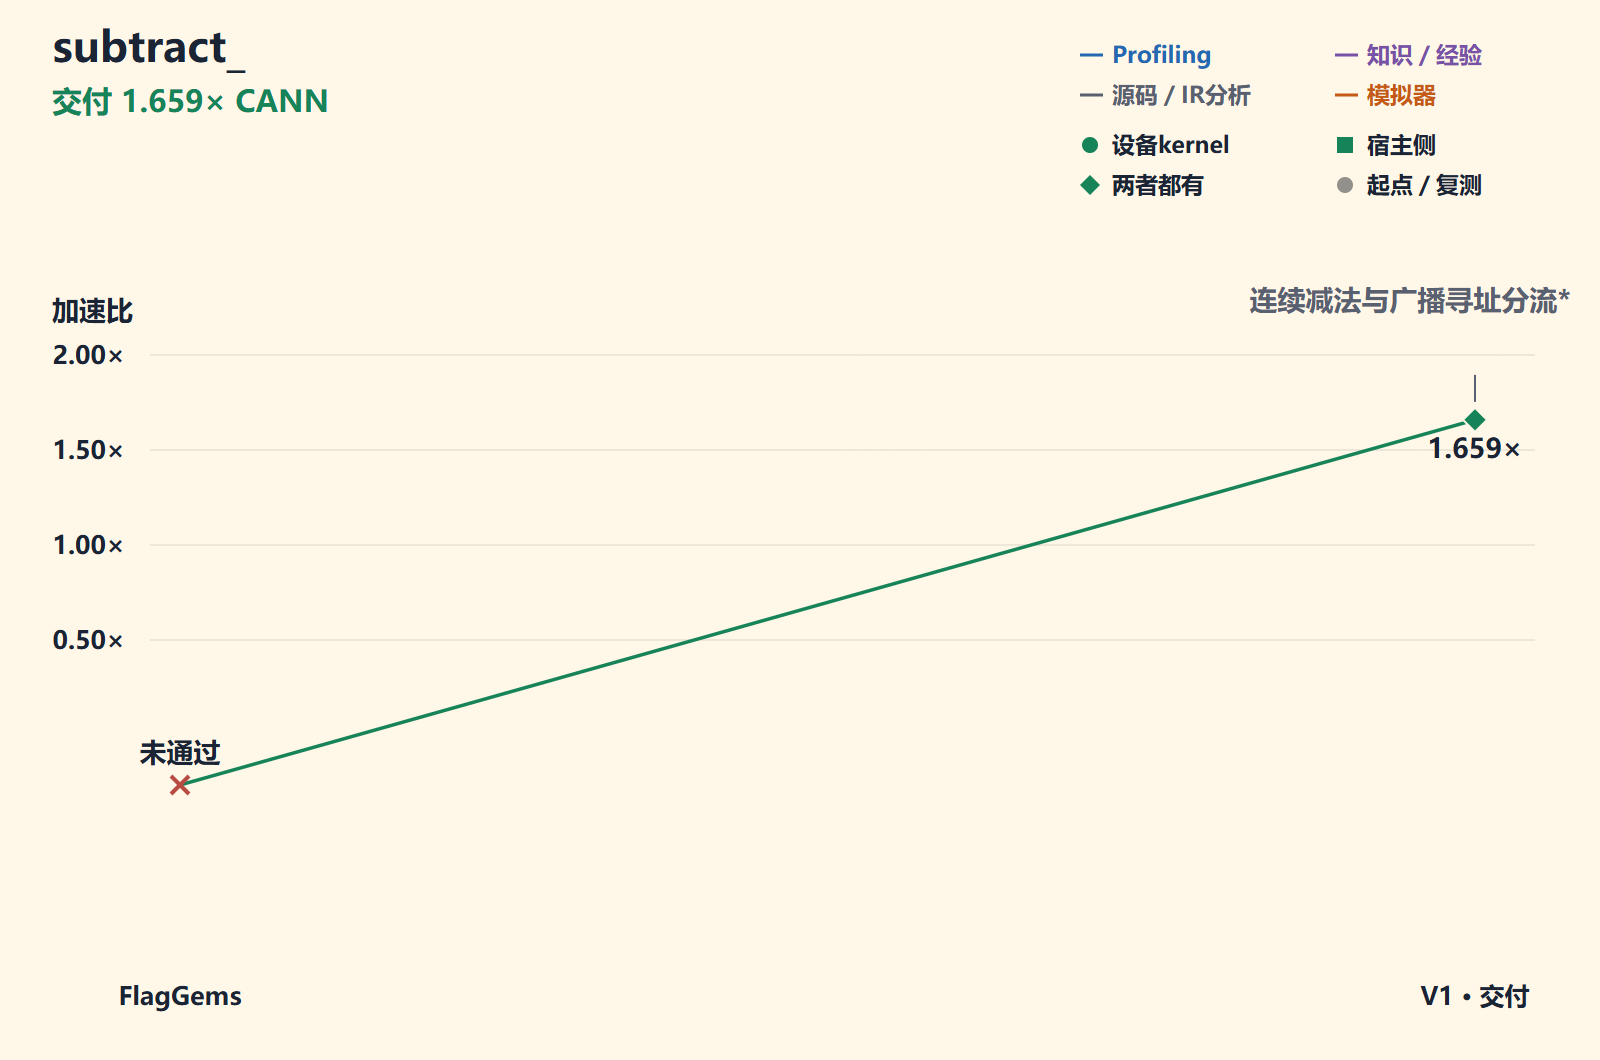 subtract_
交付 1.659× CANN
Profiling
知识 / 经验
源码 / IR分析
模拟器
设备kernel
宿主侧
两者都有
起点 / 复测
加速比
连续减法与广播寻址分流*
2.00×
1.50×
1.659×
1.00×
0.50×
未通过
FlagGems
V1 • 交付